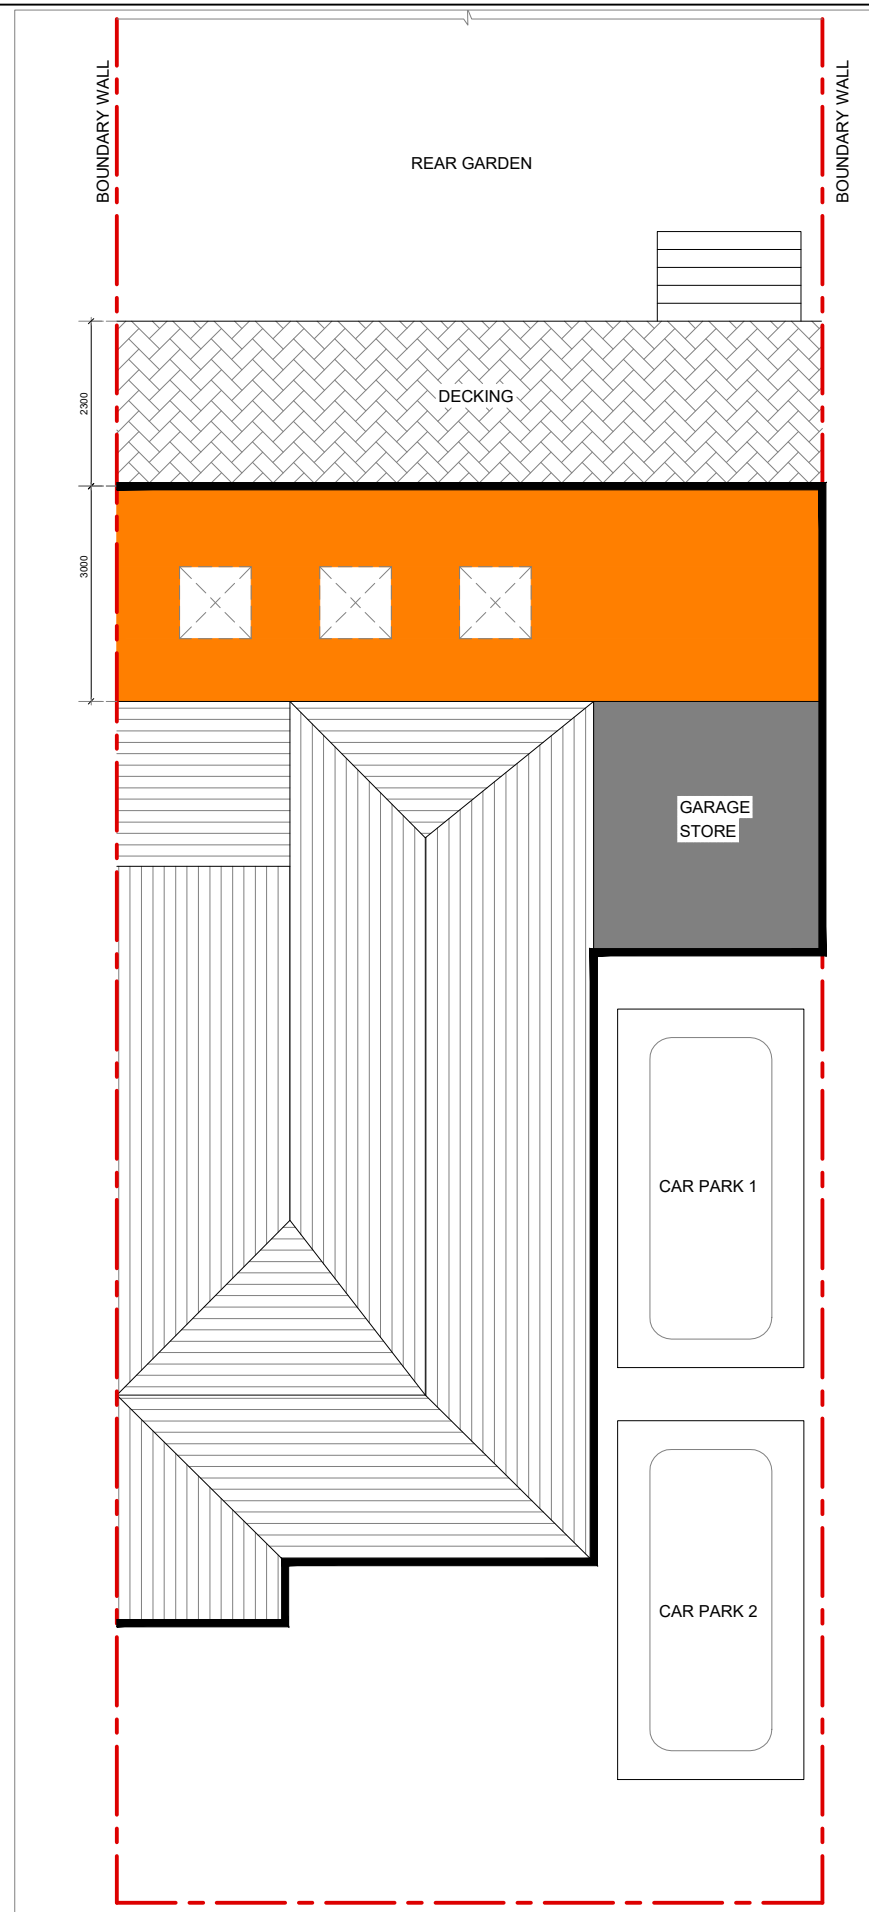 BOUNDARY WALL
BOUNDARY WALL
REAR GARDEN
2300
DECKING
3000
GARAGE
STORE
CAR PARK 1
CAR PARK 2